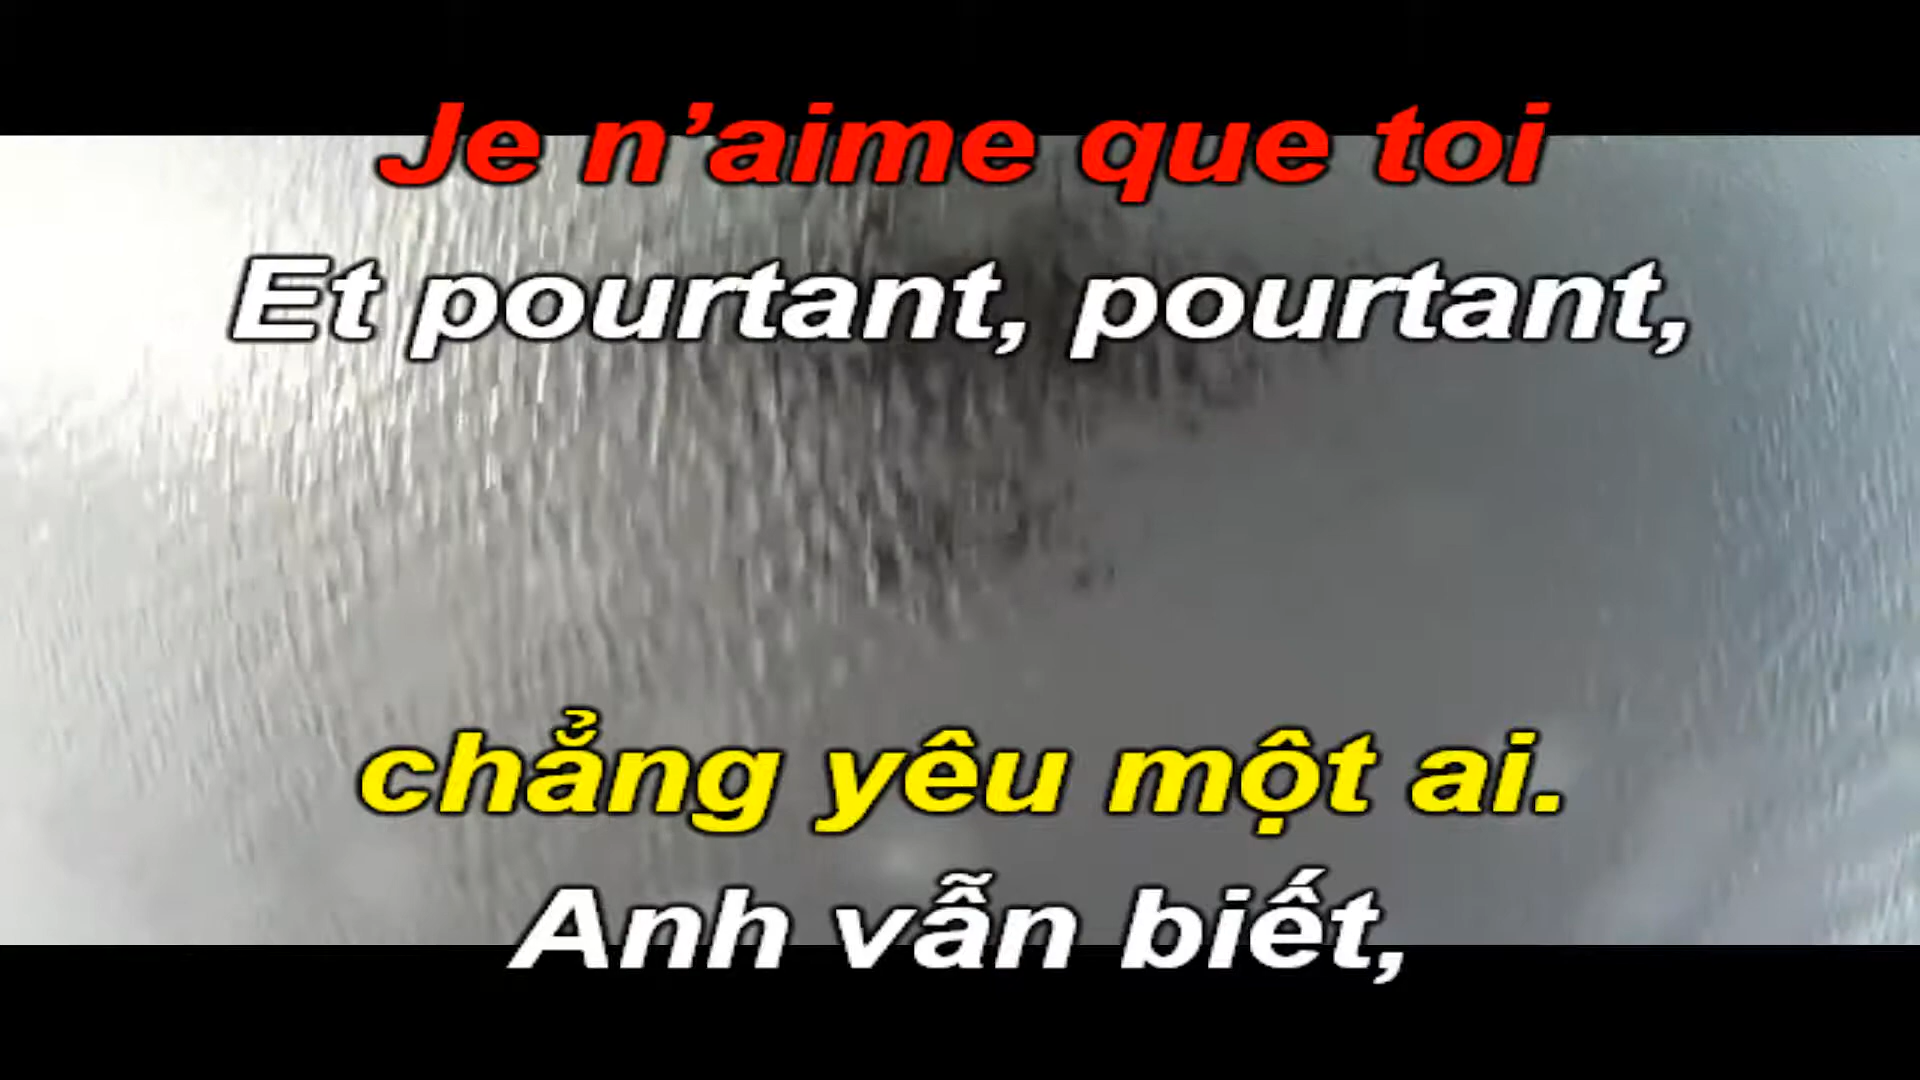 Je n’aime que toi
Et pourtant, pourtant,
chẳng yêu một ai.
Anh vẫn biết,